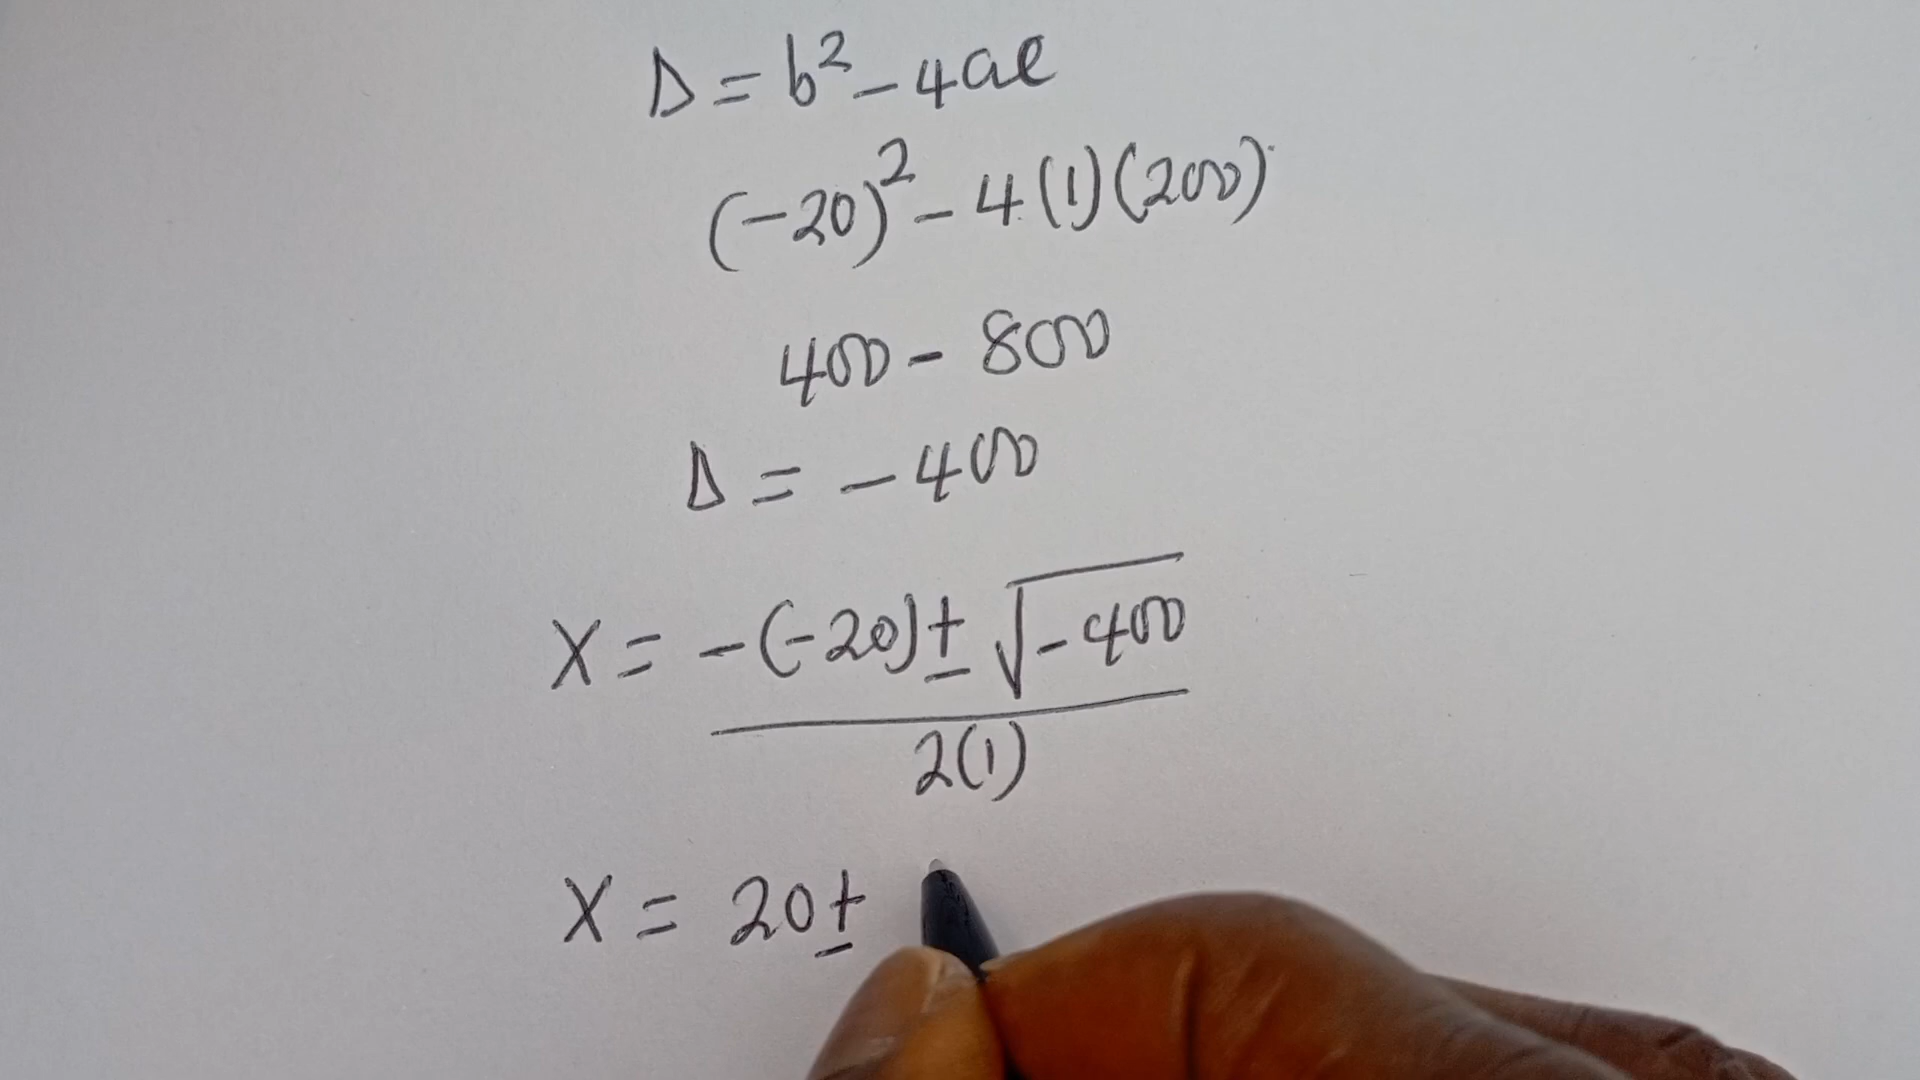 Δ = b² - 4ac
(-20)² - 4(1)(200)
400 - 800
Δ = - 400
X = -(-20) ± √-400
2(1)
X = 20 ±